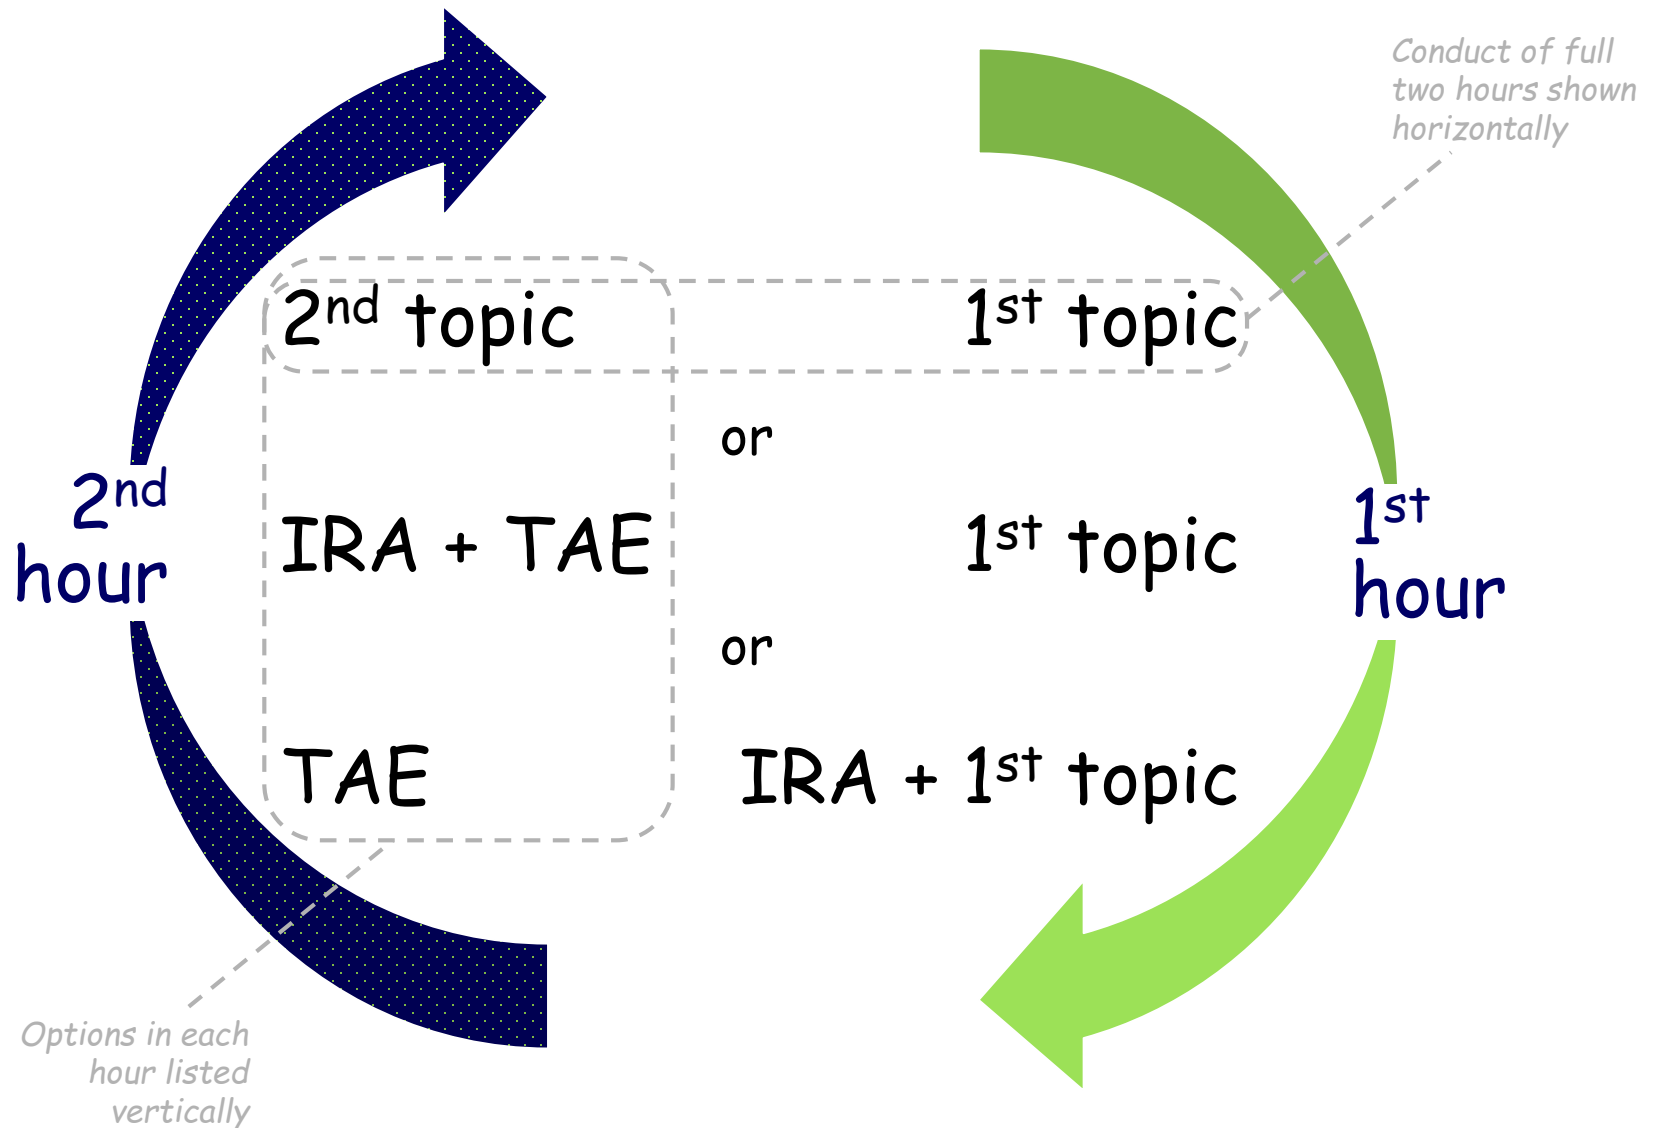 Conduct of full
two hours shown
horizontally
2nd topic
1st topic
or
2nd
hour
IRA + TAE
1st topic
1st
hour
or
TAE
IRA + 1st topic
Options in each
hour listed
vertically